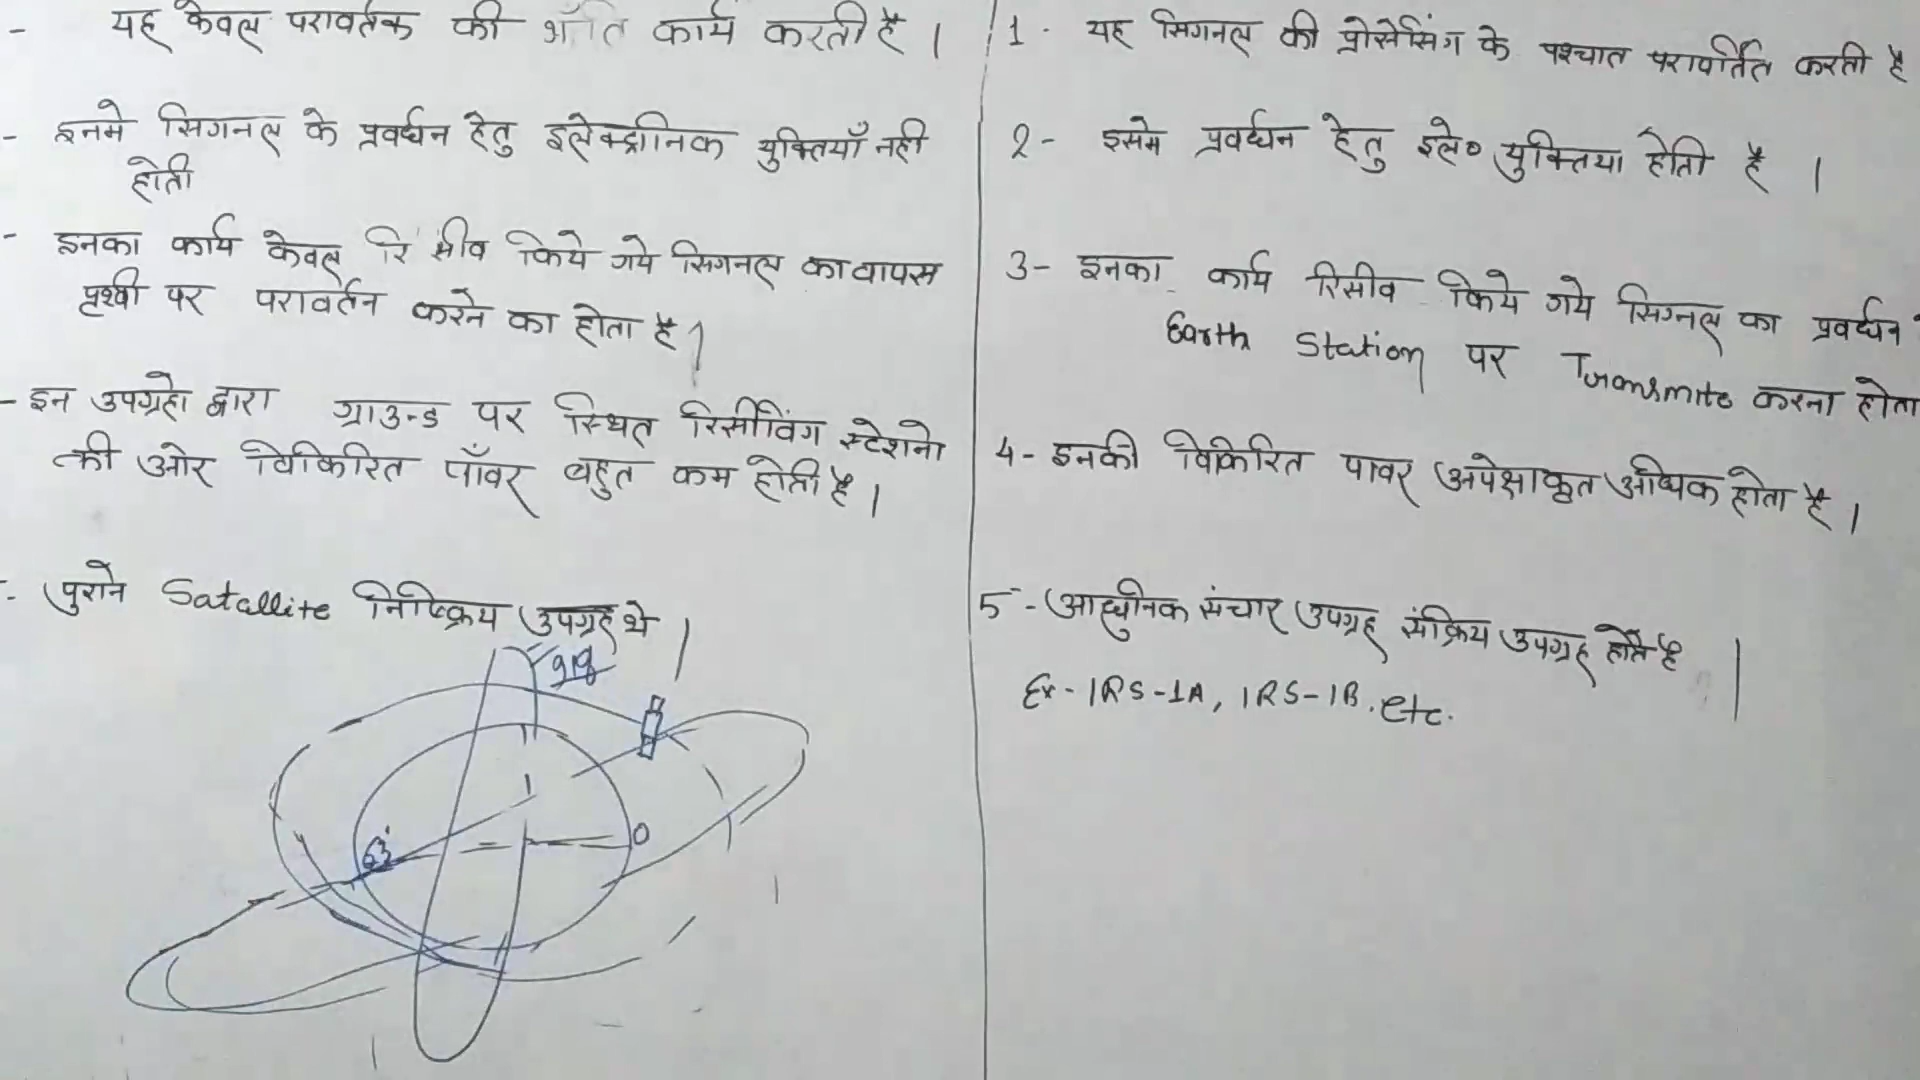 - यह केवल परावर्तक की भाँति कार्य करती है ।
- इनमे सिगनल के प्रवर्धन हेतु इलेक्ट्रानिक युक्तियाँ नही
होती
- इनका कार्य केवल रिसीव किये गये सिगनल का वापस
पृथ्वी पर परावर्तन करने का होता है ।
- इन उपग्रहो द्वारा ग्राउन्ड पर स्थित रिसीविंग स्टेशनो
की ओर विकिरित पाँवर बहुत कम होती है ।
- पुराने Satallite निष्क्रिय उपग्रह थे ।
1- यह सिगनल की प्रोसेसिंग के पश्चात परावर्तित करती है
2- इसमे प्रवर्धन हेतु इले० युक्तिया होती है ।
3- इनका कार्य रिसीव किये गये सिग्नल का प्रवर्धन
Earth Station पर Transmite करना होता
4- इनकी विकिरित पावर अपेक्षाकृत अधिक होता है ।
5- आधुनिक संचार उपग्रह सक्रिय उपग्रह होते है ।
Ex- IRS-1A, IRS-1B. etc.